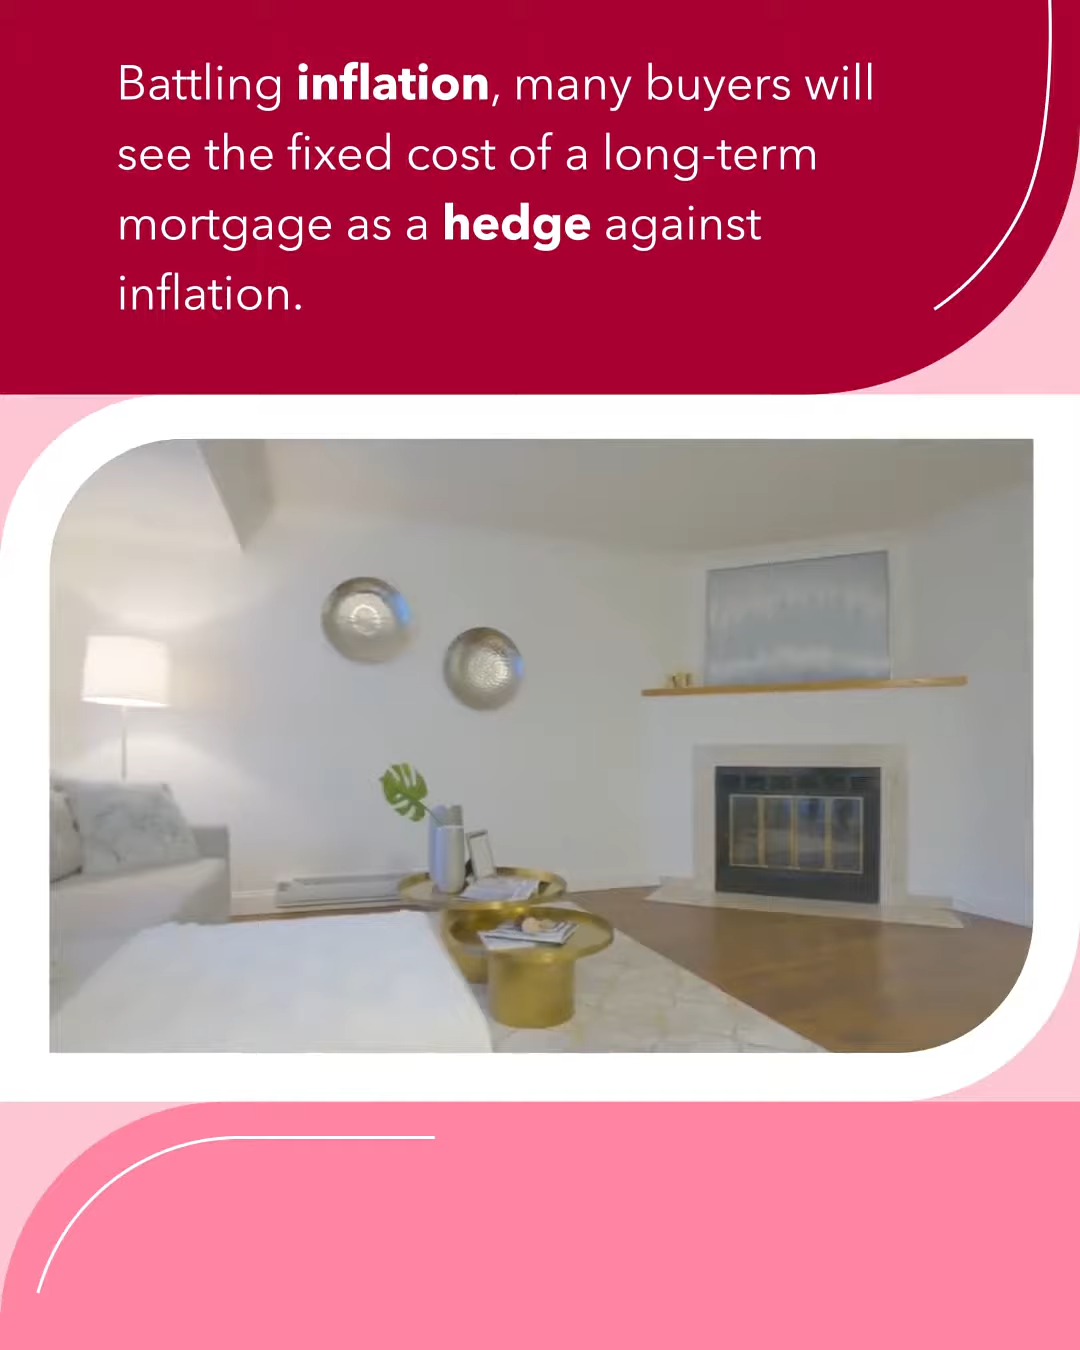 Battling inflation, many buyers will
see the fixed cost of a long-term
mortgage as a hedge against
inflation.